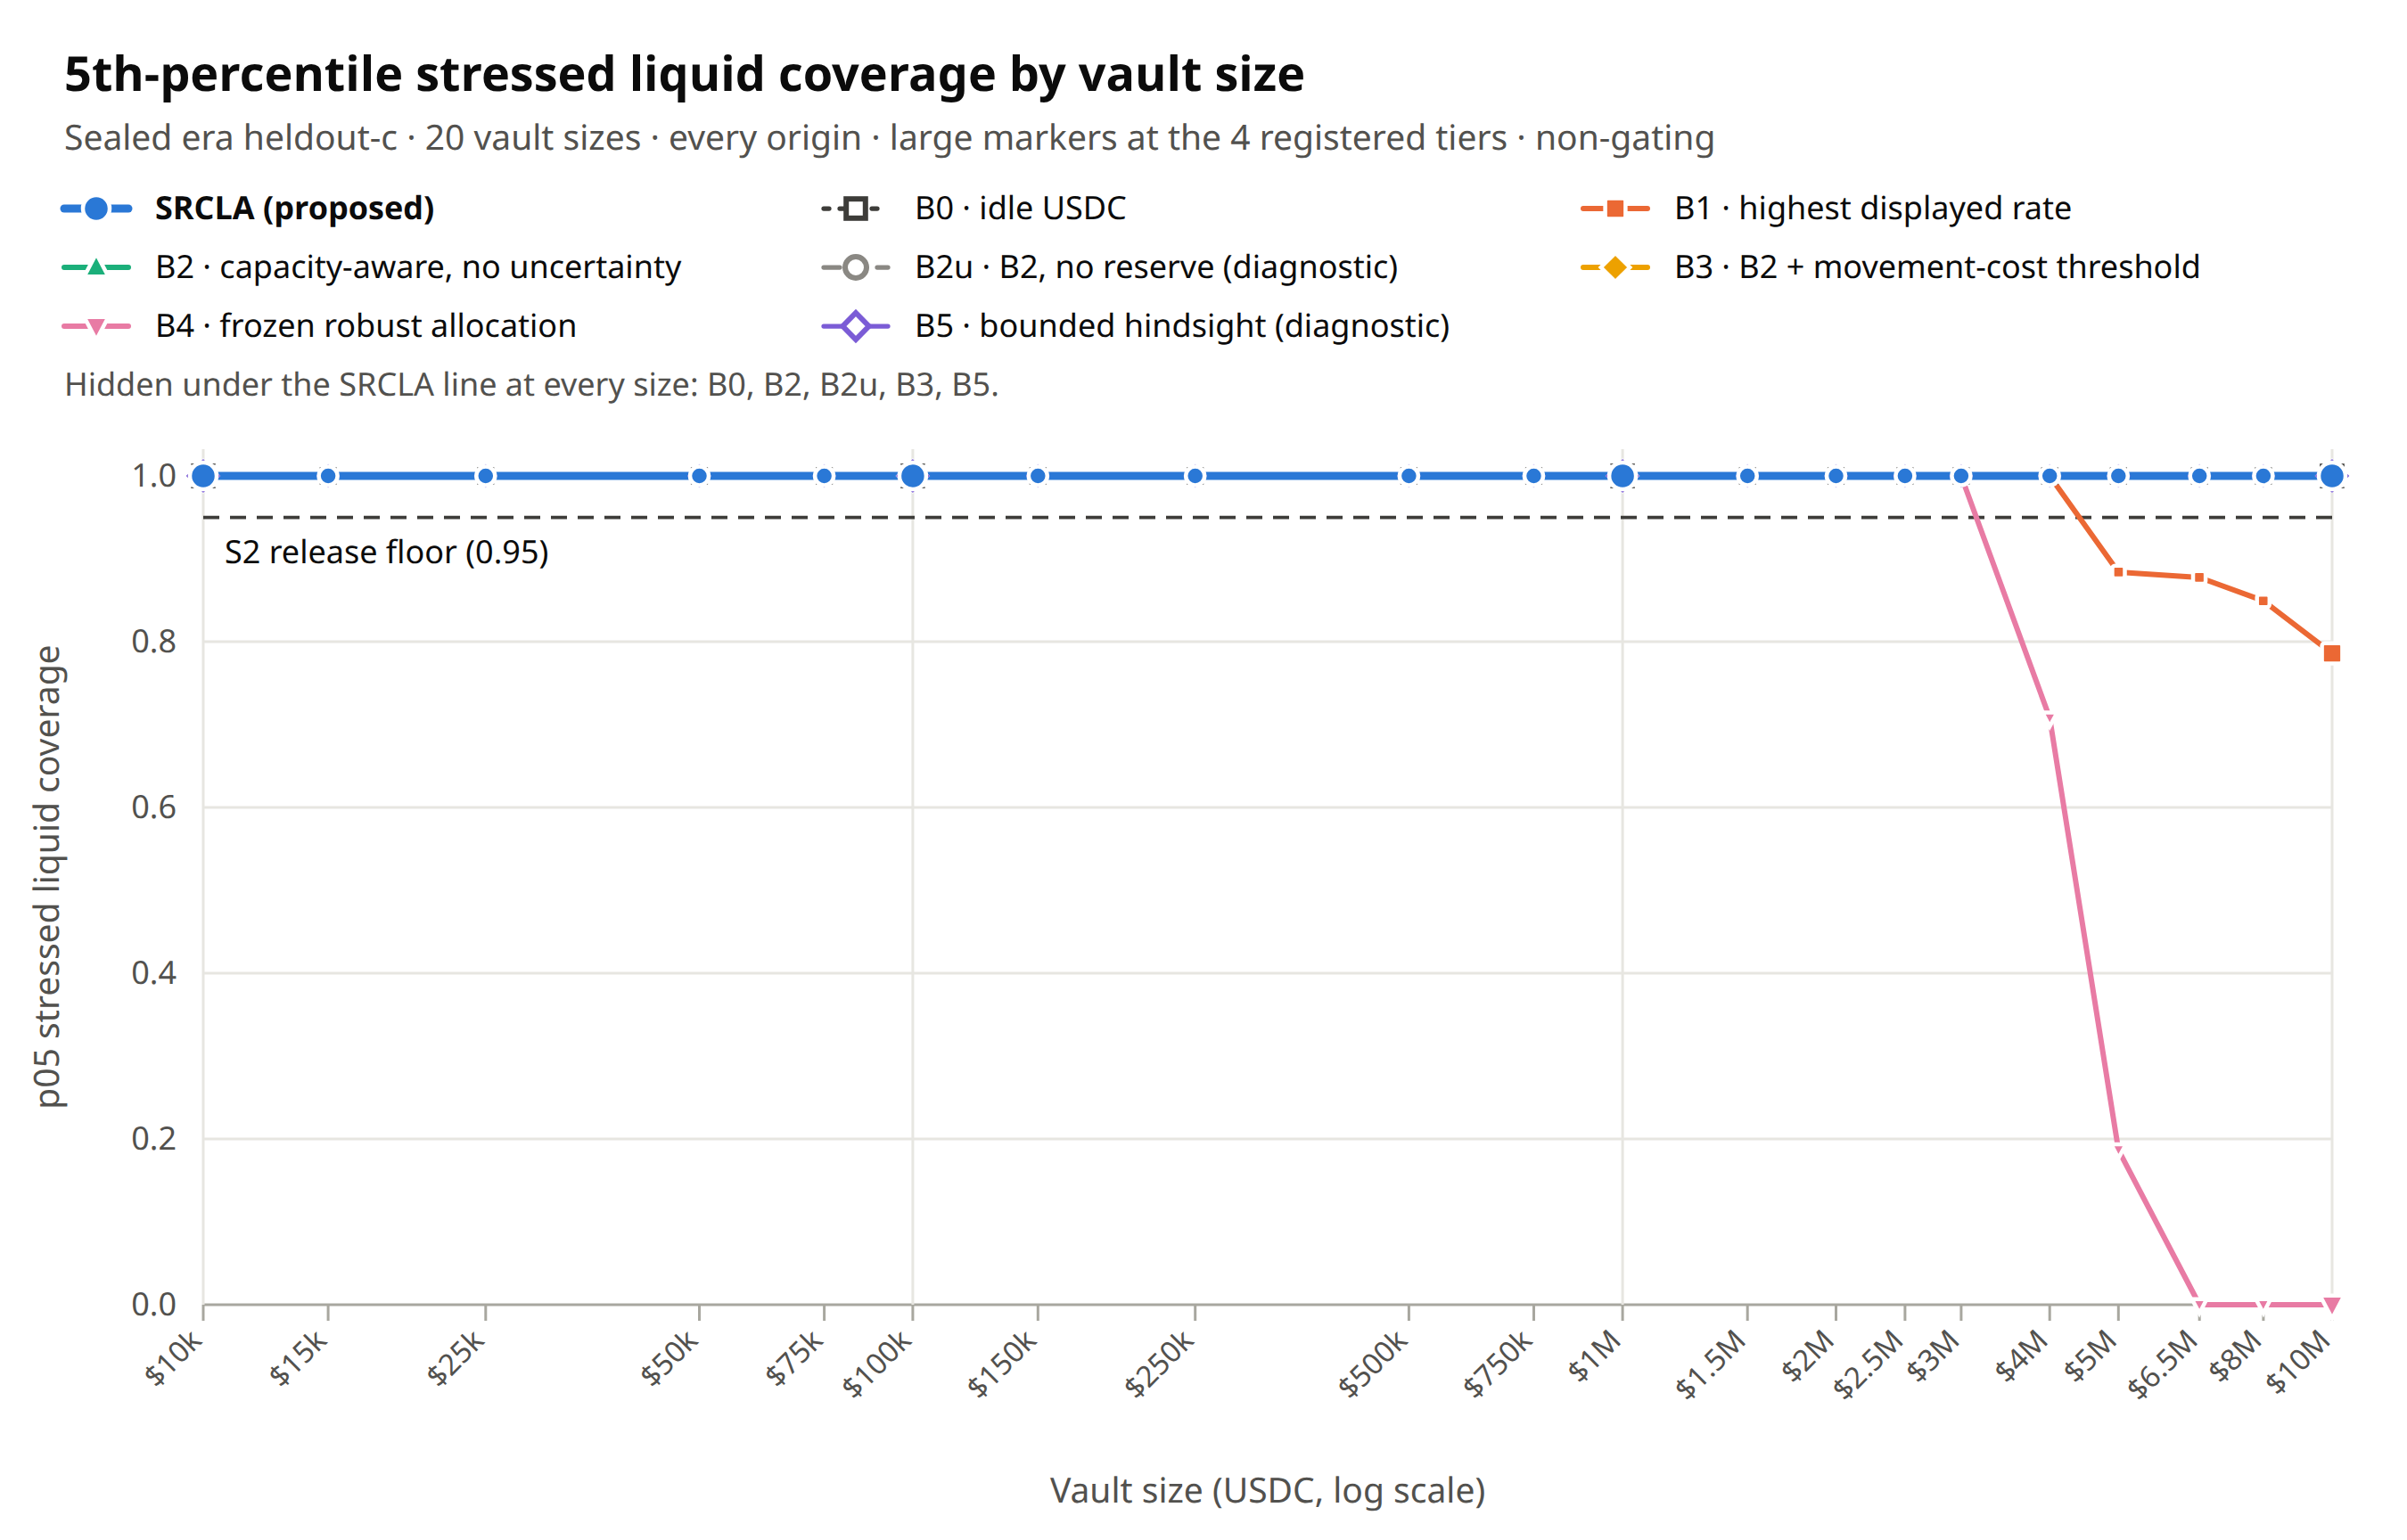 5th-percentile stressed liquid coverage by vault size
Sealed era heldout-c · 20 vault sizes · every origin · large markers at the 4 registered tiers · non-gating
SRCLA (proposed)
B0 · idle USDC
B1 · highest displayed rate
B2 · capacity-aware, no uncertainty
B2u · B2, no reserve (diagnostic)
B3 · B2 + movement-cost threshold
B4 · frozen robust allocation
B5 · bounded hindsight (diagnostic)
Hidden under the SRCLA line at every size: B0, B2, B2u, B3, B5.
p05 stressed liquid coverage
1.0
S2 release floor (0.95)
0.8
0.6
0.4
0.2
0.0
$10k
$15k
$25k
$50k
$75k
$100k
$150k
$250k
$500k
$750k
$1M
$1.5M
$2M
$2.5M
$3M
$4M
$5M
$6.5M
$8M
$10M
Vault size (USDC, log scale)